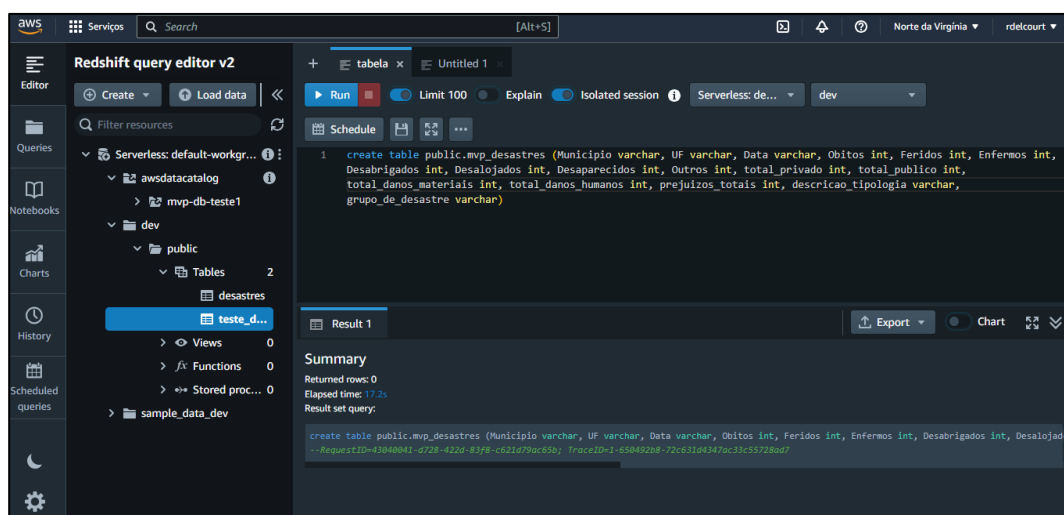 aws
Serviços
Search
[Alt+S]
Norte da Virgínia
rdelcourt
Editor
Queries
Notebooks
Charts
History
Scheduled
queries
Redshift query editor v2
Create
Load data
Filter resources
Serverless: default-workgr...
awsdatacatalog
mvp-db-teste1
dev
public
Tables 2
desastres
teste_d...
Views 0
fx Functions 0
Stored proc... 0
sample_data_dev
+ tabela × Untitled 1 ×
Run Limit 100 Explain Isolated session Serverless: de... dev
Schedule
1 create table public.mvp_desastres (Municipio varchar, UF varchar, Data varchar, Obitos int, Feridos int, Enfermos int,
Desabrigados int, Desalojados int, Desaparecidos int, Outros int, total_privado int, total_publico int,
total_danos_materiais int, total_danos_humanos int, prejuizos_totais int, descricao_tipologia varchar,
grupo_de_desastre varchar)
Result 1
Export
Chart
Summary
Returned rows: 0
Elapsed time: 17.2s
Result set query:
create table public.mvp_desastres (Municipio varchar, UF varchar, Data varchar, Obitos int, Feridos int, Enfermos int, Desabrigados int, Desalojad
--RequestID=43040041-d728-422d-83f8-c621d79ac65b; TraceID=1-650492b8-72c631d4347ac33c55728ad7